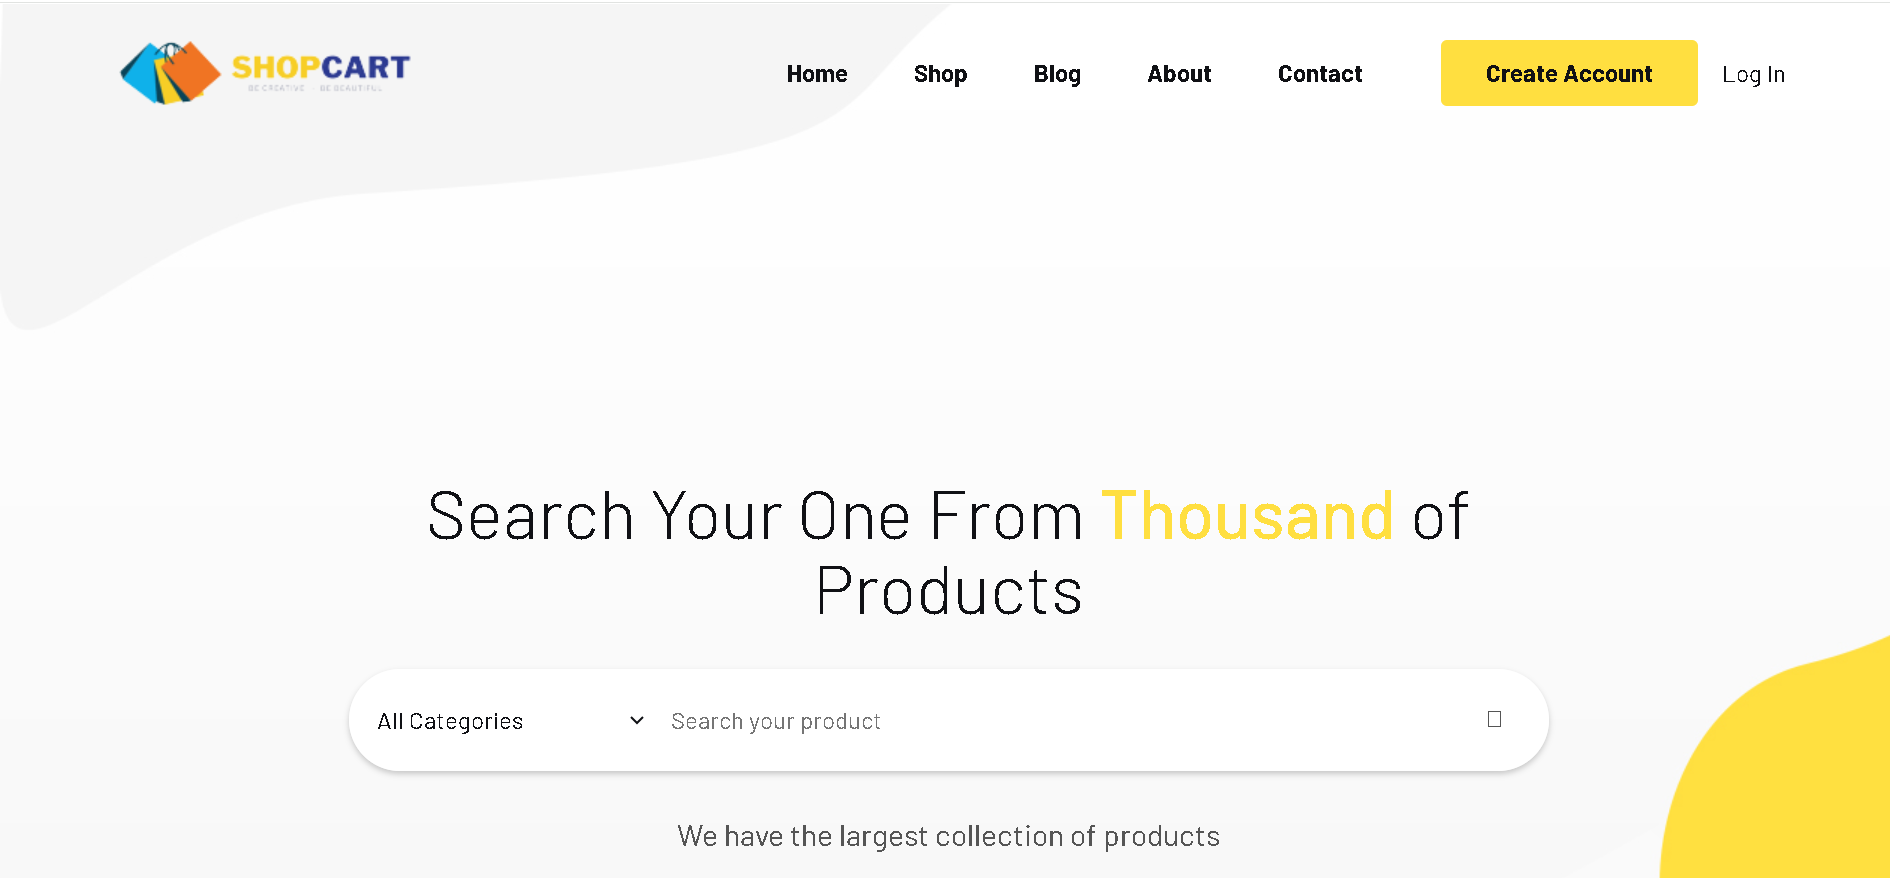 SHOPCART
BE CREATIVE - BE BEAUTIFUL
Home Shop Blog About Contact Create Account Log In
Search Your One From Thousand of
Products
All Categories Search your product
We have the largest collection of products